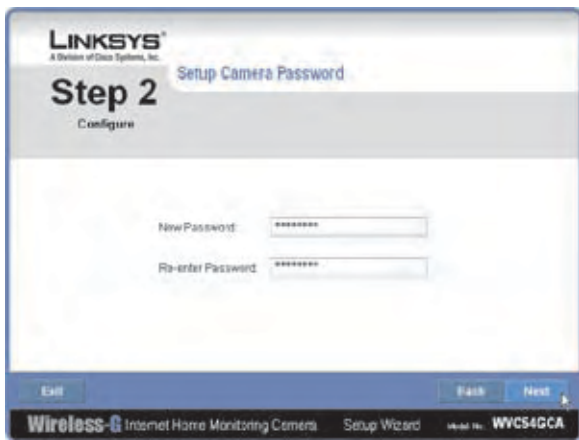 LINKSYS®
A Division of Cisco Systems, Inc.
Setup Camera Password
Step 2
Configure
New Password:
********
Re-enter Password:
********
Exit
Back
Next
Wireless-G Internet Home Monitoring Camera
Setup Wizard
Model No. WVC54GCA